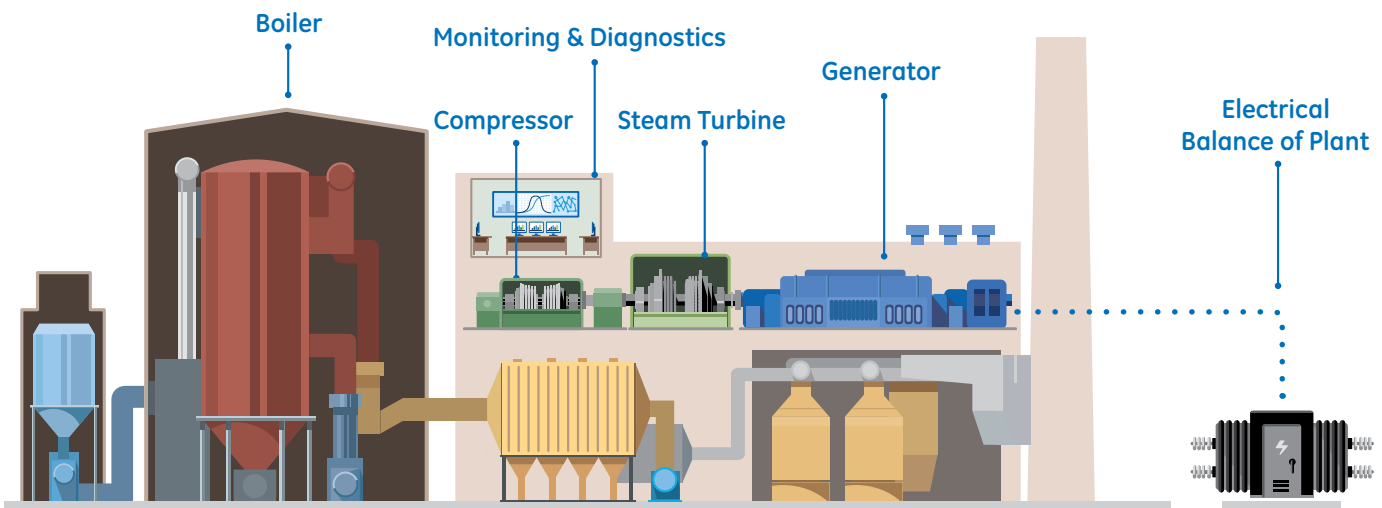 Boiler
Monitoring & Diagnostics
Generator
Compressor
Steam Turbine
Electrical
Balance of Plant